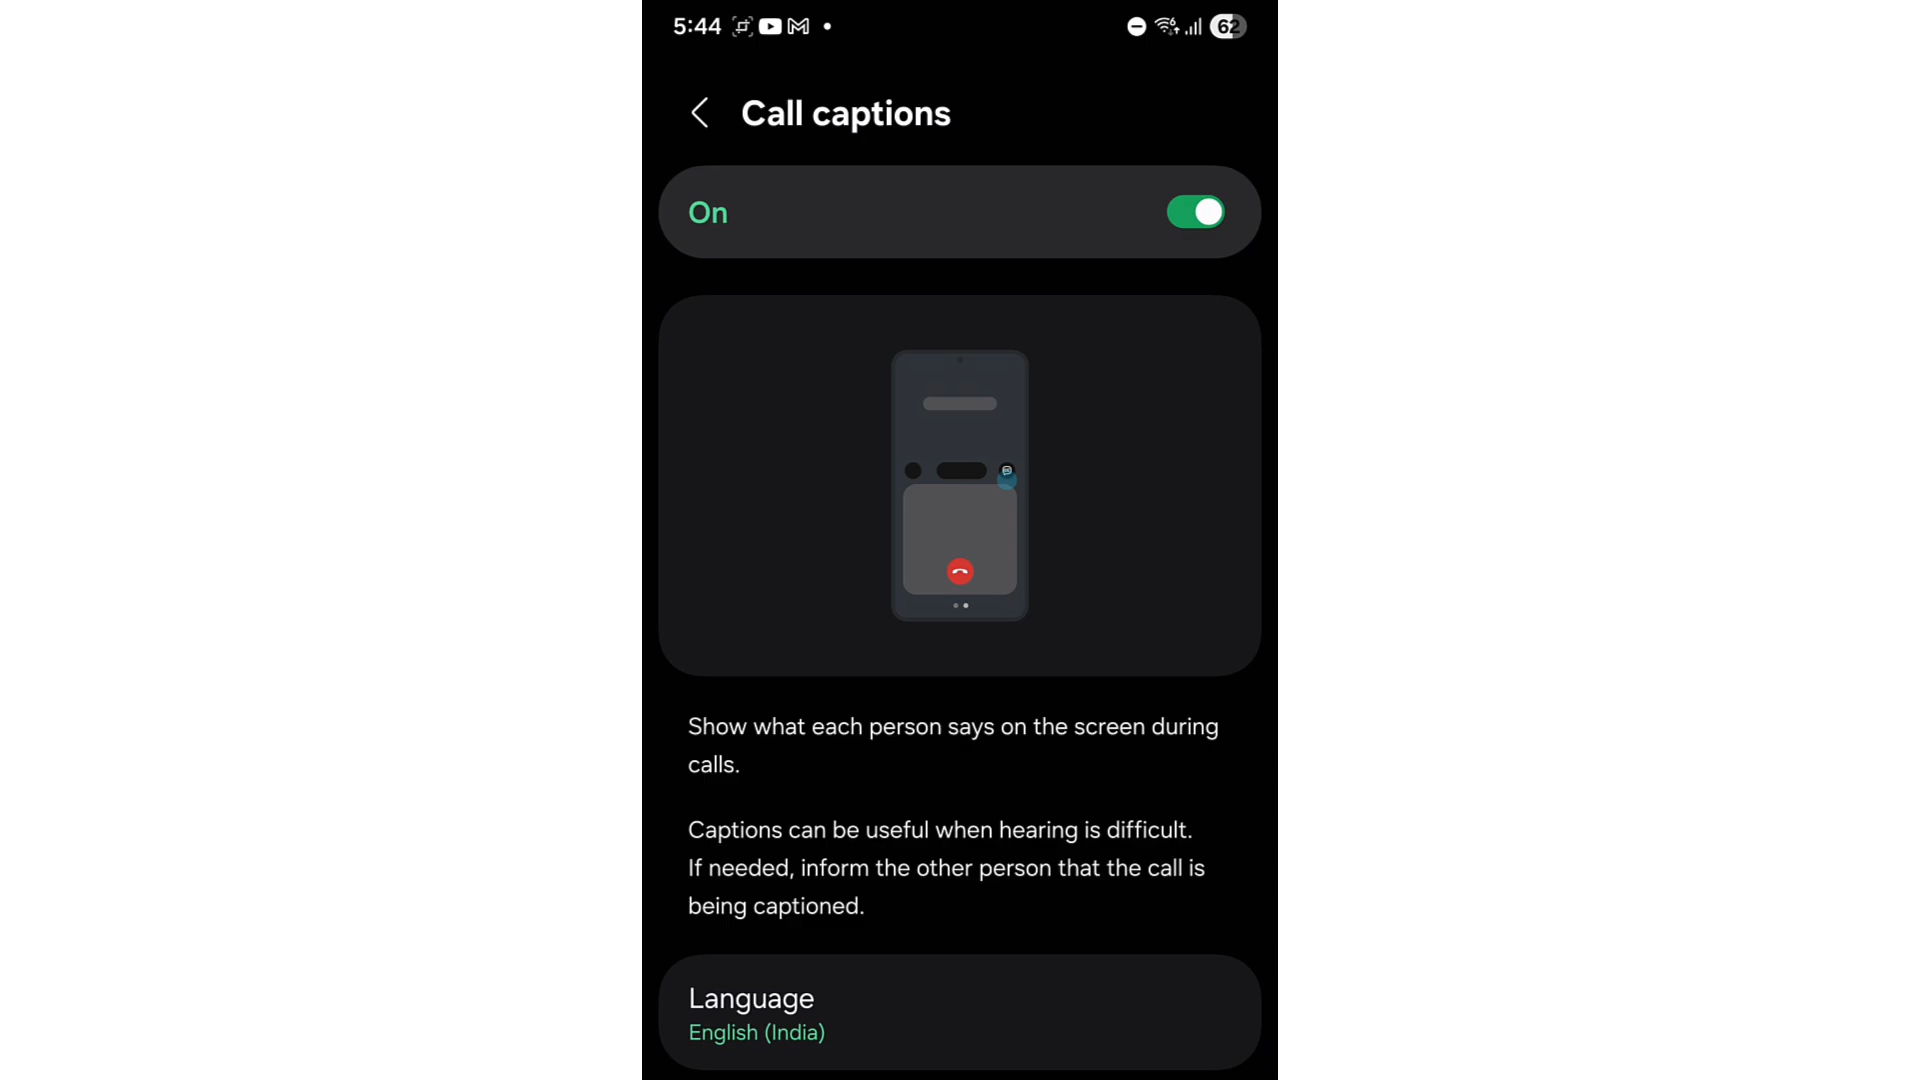 5:44 62
Call captions
On
Show what each person says on the screen during
calls.
Captions can be useful when hearing is difficult.
If needed, inform the other person that the call is
being captioned.
Language
English (India)